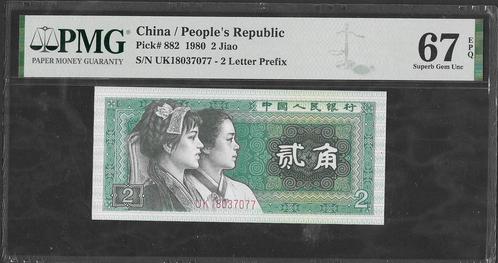 PMG
PAPER MONEY GUARANTY
China / People's Republic
Pick# 882 1980 2 Jiao
S/N UK18037077 - 2 Letter Prefix
67 EPQ
Superb Gem Unc
中国人民银行
贰角
2
UK18037077
2